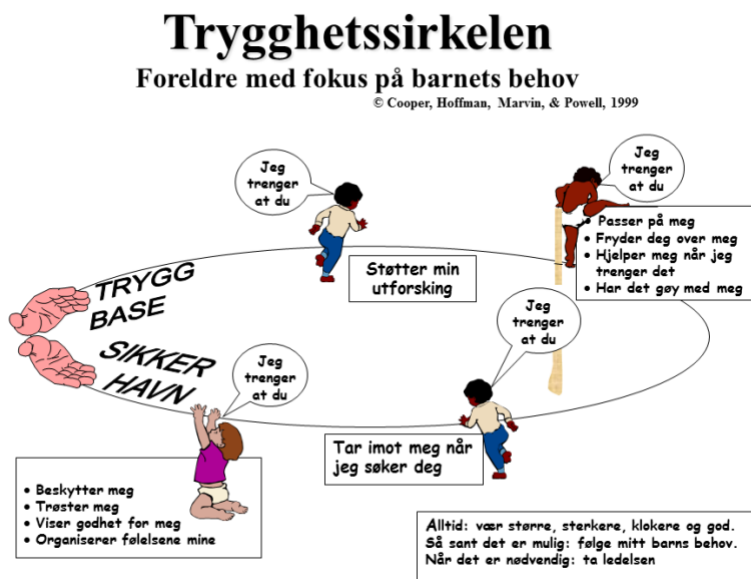 Trygghetssirkelen
Foreldre med fokus på barnets behov
© Cooper, Hoffman, Marvin, & Powell, 1999
Jeg
trenger
at du
Støtter min
utforsking
Jeg
trenger
at du
• Passer på meg
• Fryder deg over meg
• Hjelper meg når jeg
trenger det
• Har det gøy med meg
TRYGG
BASE
SIKKER
HAVN
Jeg
trenger
at du
Tar imot meg når
jeg søker deg
Jeg
trenger
at du
• Beskytter meg
• Trøster meg
• Viser godhet for meg
• Organiserer følelsene mine
Alltid: vær større, sterkere, klokere og god.
Så sant det er mulig: følge mitt barns behov.
Når det er nødvendig: ta ledelsen